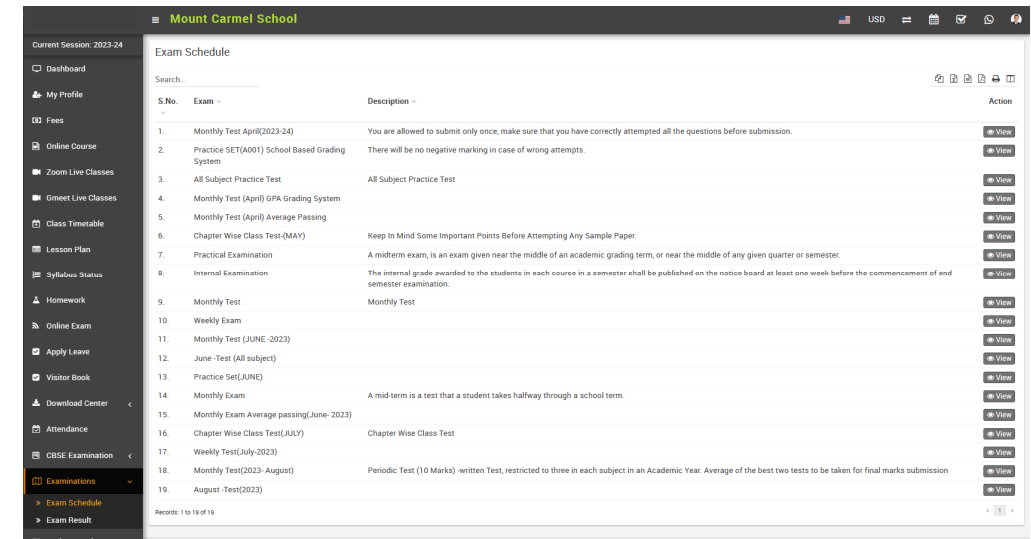 Mount Carmel School
USD
Current Session: 2023-24
Dashboard
My Profile
Fees
Online Course
Zoom Live Classes
Gmeet Live Classes
Class Timetable
Lesson Plan
Syllabus Status
Homework
Online Exam
Apply Leave
Visitor Book
Download Center
Attendance
CBSE Examination
Examinations
» Exam Schedule
» Exam Result
Exam Schedule
Search...
S.No. Exam Description Action
1. Monthly Test April(2023-24) You are allowed to submit only once, make sure that you have correctly attempted all the questions before submission. View
2. Practice SET(A001) School Based Grading There will be no negative marking in case of wrong attempts. View
System
3. All Subject Practice Test All Subject Practice Test View
4. Monthly Test (April) GPA Grading System View
5. Monthly Test (April) Average Passing View
6. Chapter Wise Class Test-(MAY) Keep In Mind Some Important Points Before Attempting Any Sample Paper. View
7. Practical Examination A midterm exam, is an exam given near the middle of an academic grading term, or near the middle of any given quarter or semester. View
8. Internal Examination The internal grade awarded to the students in each course in a semester shall be published on the notice board at least one week before the commencement of end View
semester examination.
9. Monthly Test Monthly Test View
10. Weekly Exam View
11. Monthly Test (JUNE -2023) View
12. June -Test (All subject) View
13. Practice Set(JUNE) View
14. Monthly Exam A mid-term is a test that a student takes halfway through a school term. View
15. Monthly Exam Average passing(June- 2023) View
16. Chapter Wise Class Test(JULY) Chapter Wise Class Test View
17. Weekly Test(July-2023) View
18. Monthly Test(2023- August) Periodic Test (10 Marks) -written Test, restricted to three in each subject in an Academic Year. Average of the best two tests to be taken for final marks submission View
19. August -Test(2023) View
Records: 1 to 19 of 19
‹ 1 ›